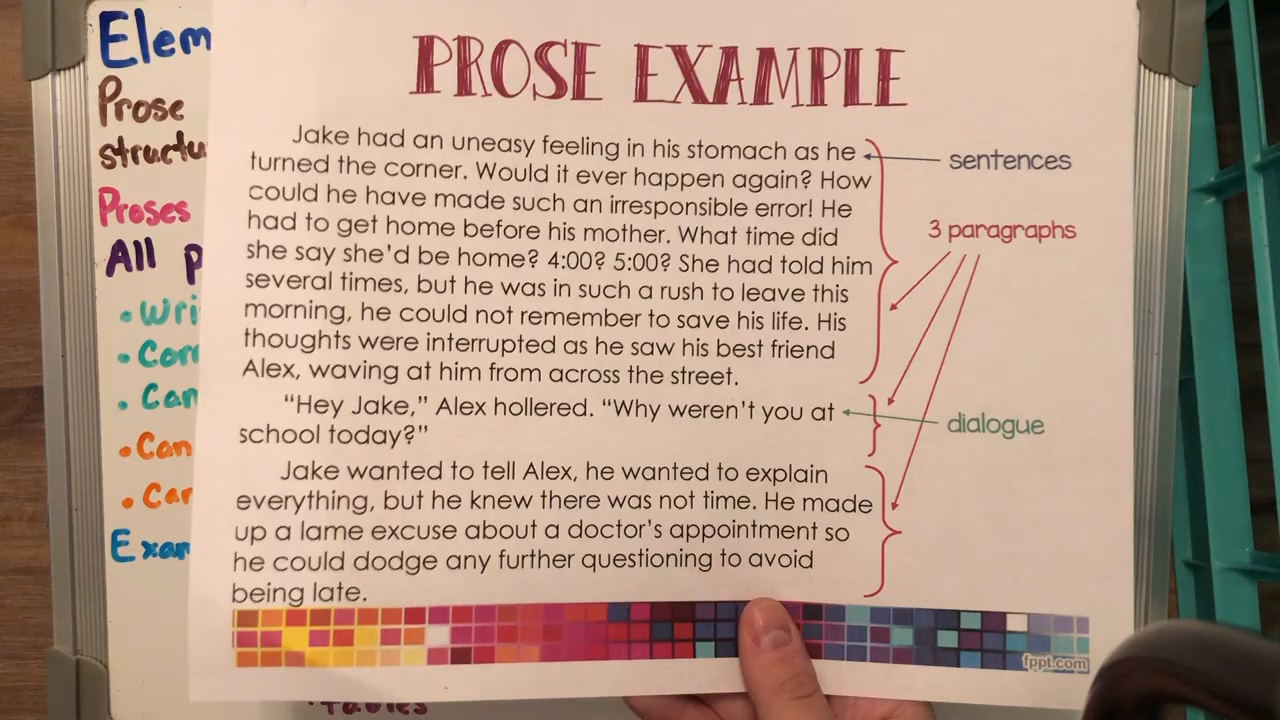 Elem
Prose
structu
Proses
All p
Wri
Can
Can
Exar
PROSE EXAMPLE
Jake had an uneasy feeling in his stomach as he
turned the corner. Would it ever happen again? How
could he have made such an irresponsible error! He
had to get home before his mother. What time did
she say she'd be home? 4:00? 5:00? She had told him
several times, but he was in such a rush to leave this
morning, he could not remember to save his life. His
thoughts were interrupted as he saw his best friend
Alex, waving at him from across the street.
"Hey Jake," Alex hollered. "Why weren't you at
school today?"
Jake wanted to tell Alex, he wanted to explain
everything, but he knew there was not time. He made
up a lame excuse about a doctor's appointment so
he could dodge any further questioning to avoid
being late.
sentences
3 paragraphs
dialogue
fppt.com